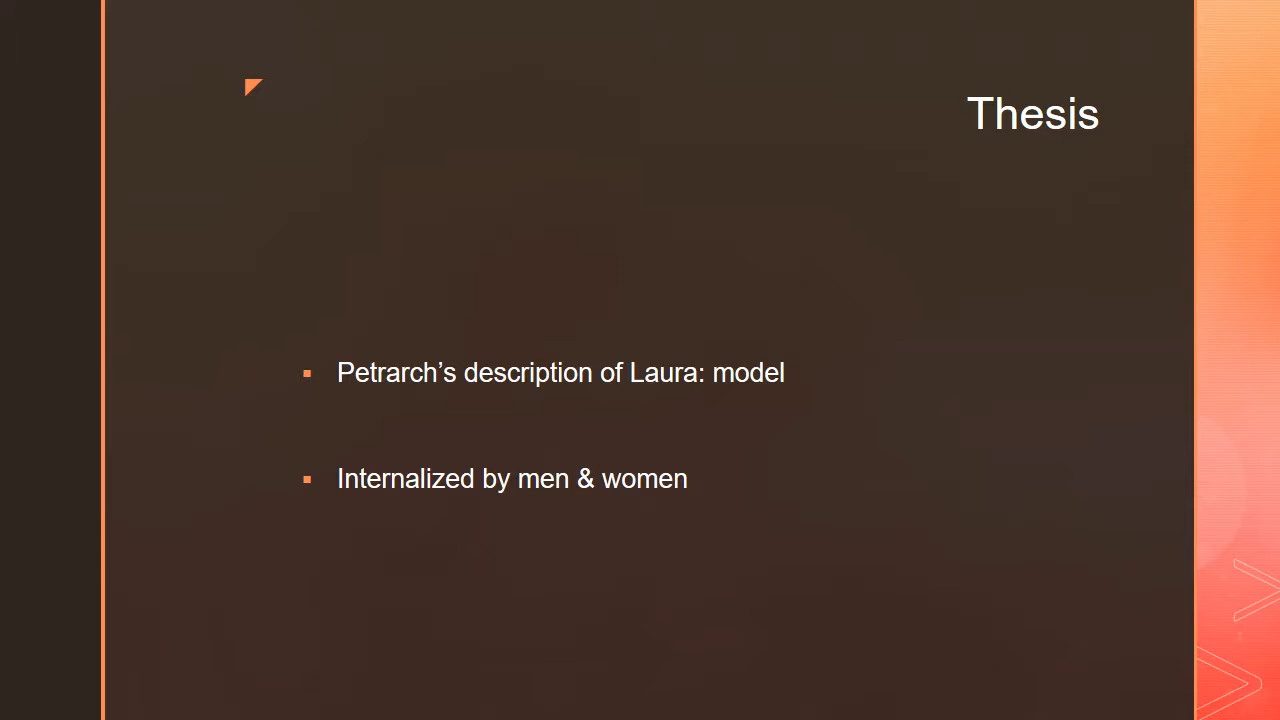 Thesis
Petrarch’s description of Laura: model
Internalized by men & women